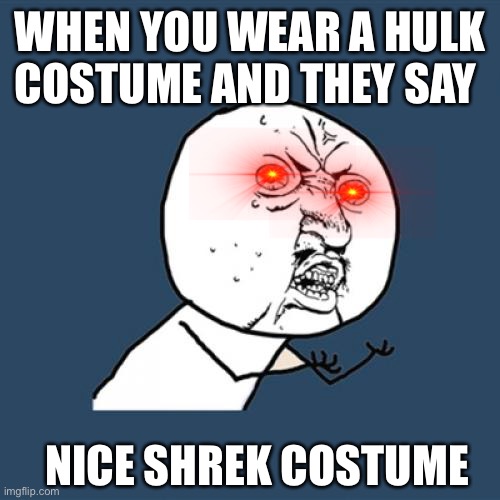 WHEN YOU WEAR A HULK
COSTUME AND THEY SAY
NICE SHREK COSTUME
imgflip.com